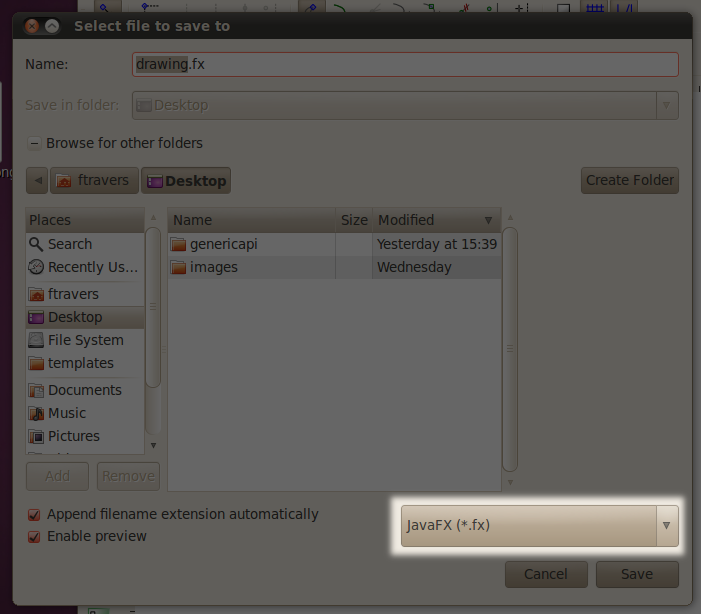 Select file to save to
Name:
drawing.fx
Save in folder:
Desktop
Browse for other folders
ftravers
Desktop
Create Folder
Places
Name
Size
Modified
Search
genericapi
Yesterday at 15:39
Recently Us...
images
Wednesday
ftravers
Desktop
File System
templates
Documents
Music
Pictures
Add
Remove
Append filename extension automatically
JavaFX (*.fx)
Enable preview
Cancel
Save